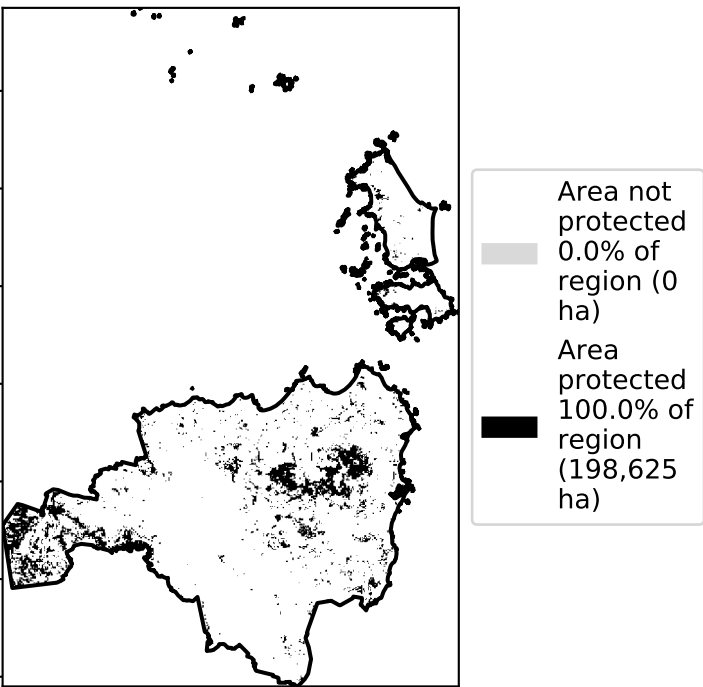 Area not
protected
0.0% of
region (0
ha)
Area
protected
100.0% of
region
(198,625
ha)